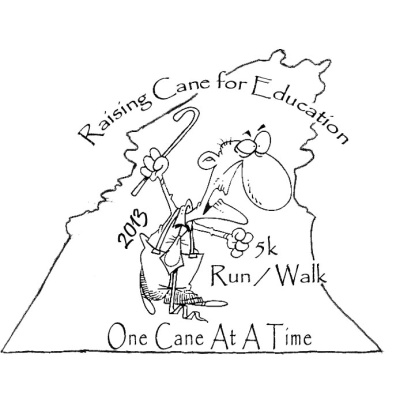 Raising Cane for Education
2013
5k
Run/Walk
One Cane At A Time